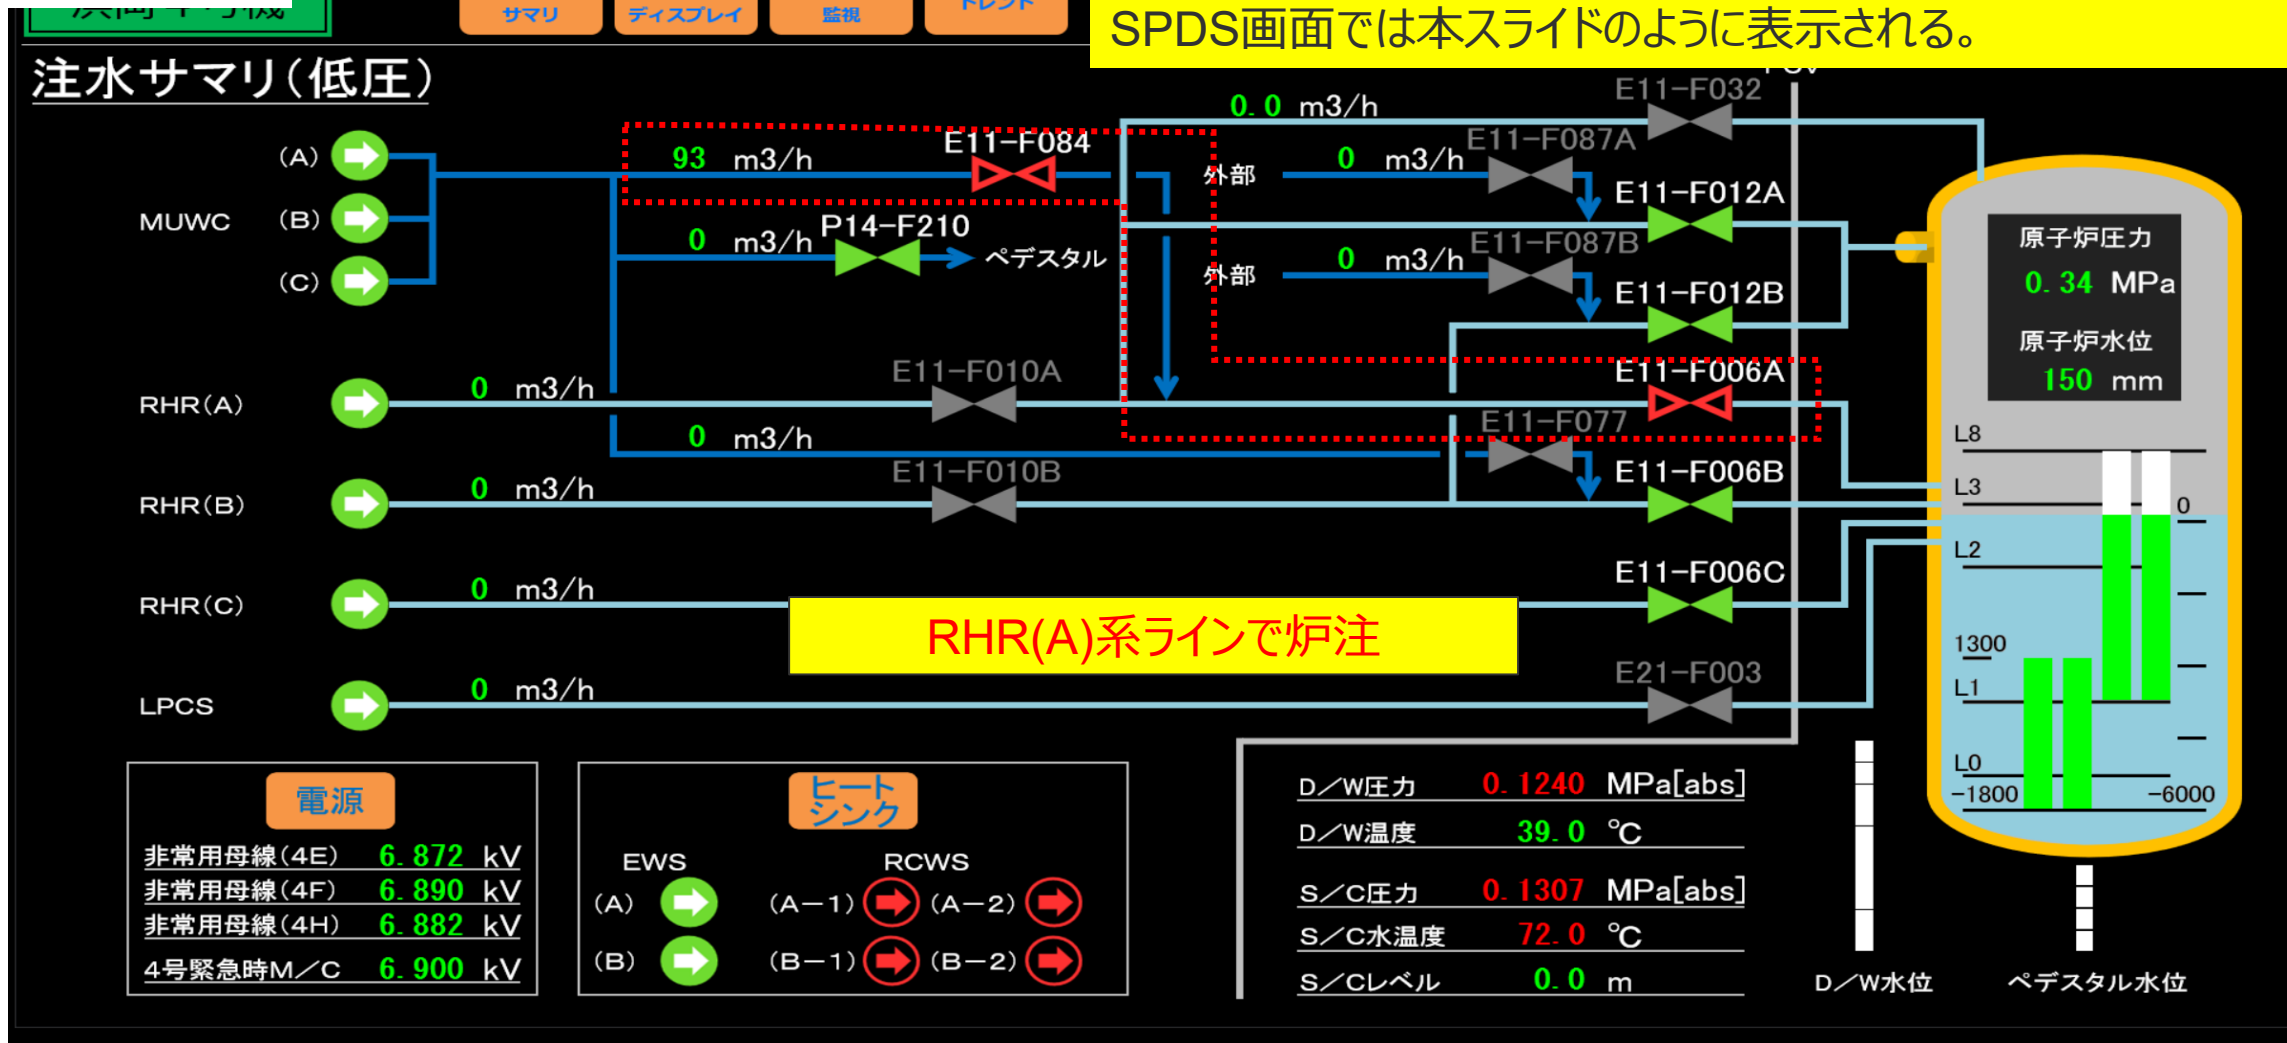 サマリ
ディスプレイ
監視
トレンド
SPDS画面では本スライドのように表示される。
注水サマリ(低圧)
0.0 m3/h
E11-F032
(A)
93 m3/h
E11-F084
外部
0 m3/h
E11-F087A
E11-F012A
MUWC
(B)
0 m3/h
P14-F210
ペデスタル
外部
0 m3/h
E11-F087B
E11-F012B
(C)
原子炉圧力
0.34 MPa
原子炉水位
150 mm
RHR(A)
0 m3/h
E11-F010A
E11-F006A
0 m3/h
E11-F077
RHR(B)
0 m3/h
E11-F010B
E11-F006B
RHR(C)
0 m3/h
E11-F006C
RHR(A)系ラインで炉注
LPCS
0 m3/h
E21-F003
L8
L3
0
L2
1300
L1
L0
-1800
-6000
電源
非常用母線(4E) 6.872 kV
非常用母線(4F) 6.890 kV
非常用母線(4H) 6.882 kV
4号緊急時M/C 6.900 kV
ヒート
シンク
EWS
RCWS
(A)
(A-1)
(A-2)
(B)
(B-1)
(B-2)
D/W圧力 0.1240 MPa[abs]
D/W温度 39.0 ℃
S/C圧力 0.1307 MPa[abs]
S/C水温度 72.0 ℃
S/Cレベル 0.0 m
D/W水位
ペデスタル水位